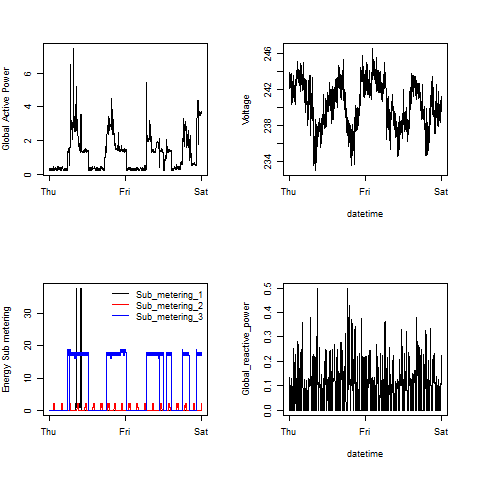 Global Active Power
6
4
2
0
Thu
Fri
Sat
Voltage
246
242
238
234
Thu
Fri
Sat
datetime
Energy Sub metering
30
20
10
0
Sub_metering_1
Sub_metering_2
Sub_metering_3
Thu
Fri
Sat
Global_reactive_power
0.5
0.4
0.3
0.2
0.1
0.0
Thu
Fri
Sat
datetime